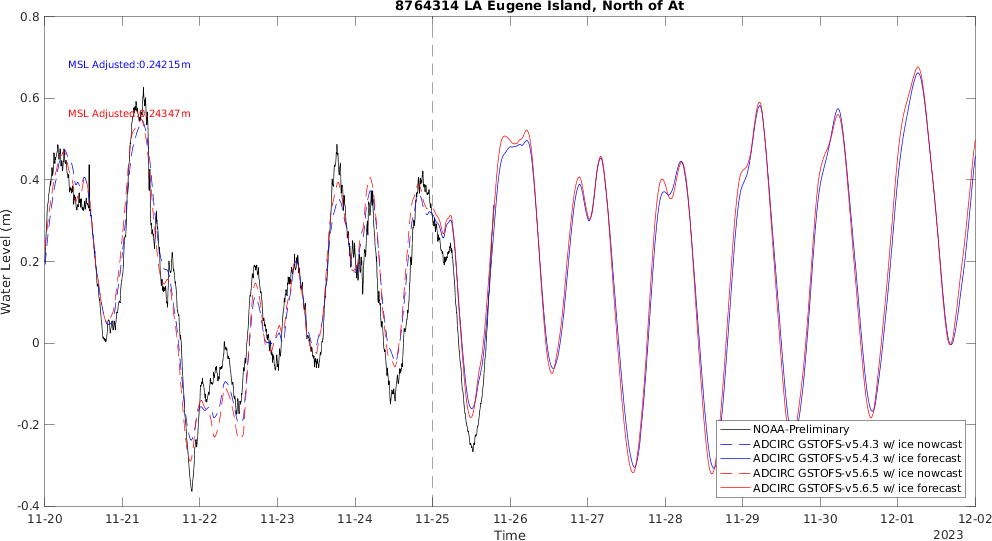 8764314 LA Eugene Island, North of At
MSL Adjusted:0.24215m
MSL Adjusted:0.24347m
Water Level (m)
0.8
0.6
0.4
0.2
0
-0.2
-0.4
NOAA-Preliminary
ADCIRC GSTOFS-v5.4.3 w/ ice nowcast
ADCIRC GSTOFS-v5.4.3 w/ ice forecast
ADCIRC GSTOFS-v5.6.5 w/ ice nowcast
ADCIRC GSTOFS-v5.6.5 w/ ice forecast
11-20 11-21 11-22 11-23 11-24 11-25 11-26 11-27 11-28 11-29 11-30 12-01 12-02
Time
2023